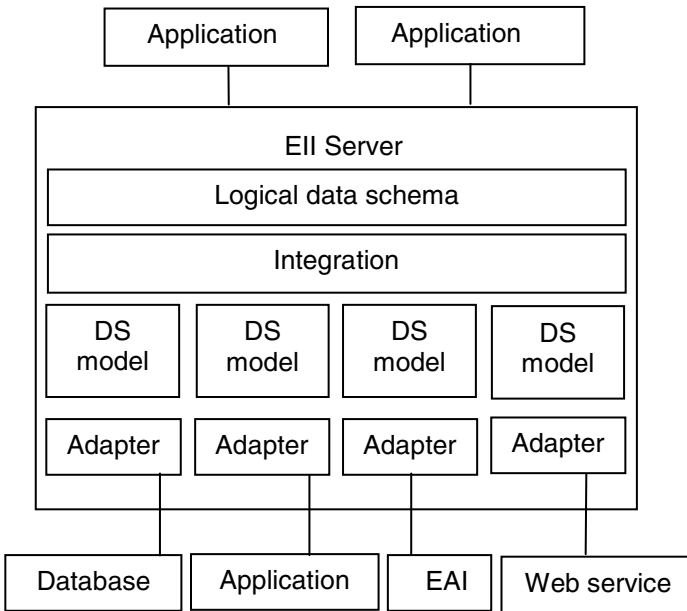 Application
Application
EII Server
Logical data schema
Integration
DS
model
DS
model
DS
model
DS
model
Adapter
Adapter
Adapter
Adapter
Database
Application
EAI
Web service